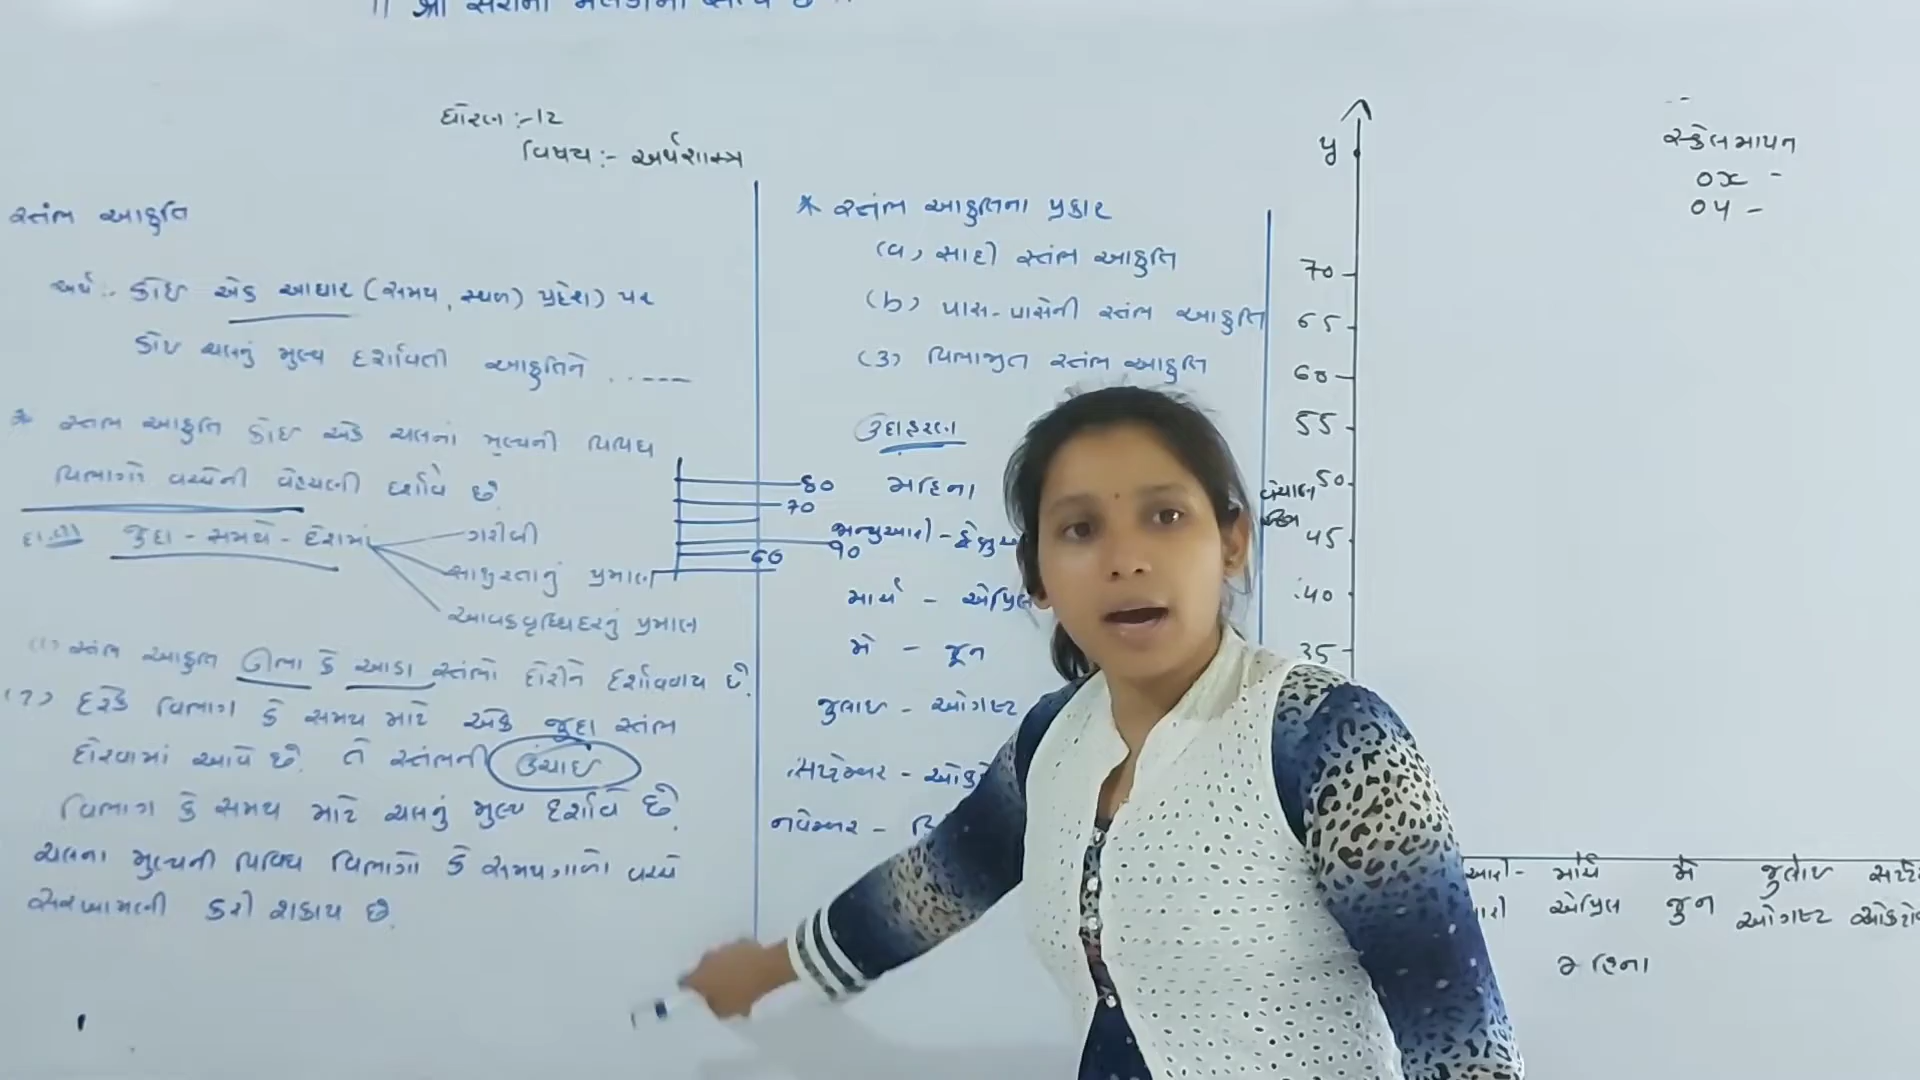 ધોરણ :- 12
વિષય :- અર્થશાસ્ત્ર
સ્તંભ આકૃતિ
અર્થ :- કોઇ એક આધાર (સમય, સ્થળ) પ્રદેશ) પર
કોઇ ચલનું મુલ્ય દર્શાવતી આકૃતિને .. ----
* સ્તંભ આકૃતિ કોઇ એક ચલના મુલ્યની વિવિધ
વિભાગો વચ્ચેની વહેચણી દર્શાવે છે.
દા.ત. જુદા - સમયે - દેશમાં
ગરીબી
સાક્ષરતાનું પ્રમાણ
આવકવૃધ્ધિદરનું પ્રમાણ
80
70
90
60
(1) સ્તંભ આકૃતિ ઊભા કે આડા સ્તંભો દોરીને દર્શાવવાય છે.
(2) દરેક વિભાગ કે સમય માટે એક જુદા સ્તંભ
દોરવામાં આવે છે. તે સ્તંભની ઉંચાઇ
વિભાગ કે સમય માટે ચલનું મુલ્ય દર્શાવે છે.
ચલના મુલ્યની વિવિધ વિભાગો કે સમયગાળો વચ્ચે
સરખામણી કરી શકાય છે.
* સ્તંભ આકૃતિના પ્રકાર
(a) સાદી સ્તંભ આકૃતિ
(b) પાસ-પાસેની સ્તંભ આકૃતિ
(3) વિભાજીત સ્તંભ આકૃતિ
ઉદાહરણ
મહિના
જાન્યુઆરી -
માર્ચ - એપ્રિલ
મે - જૂન
જુલાઇ - ઓગષ્ટ
સપ્ટેમ્બર -
નવેમ્બર -
y
70
65
60
55
50
45
40
35
વેચાણ
સ્કેલમાપન
ox -
oy -
માર્ચ મે જુલાઇ
એપ્રિલ જુન ઓગષ્ટ
મહિના